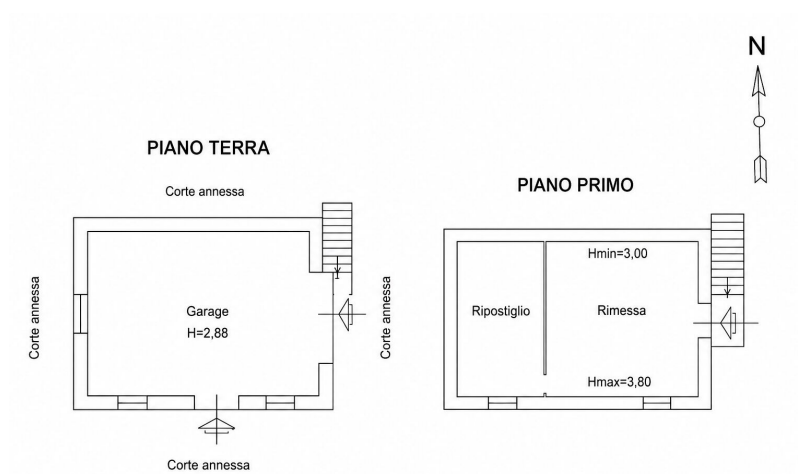 N
PIANO TERRA
Corte annessa
Corte annessa
Garage
H=2,88
Corte annessa
Corte annessa
PIANO PRIMO
Hmin=3,00
Ripostiglio
Rimessa
Hmax=3,80